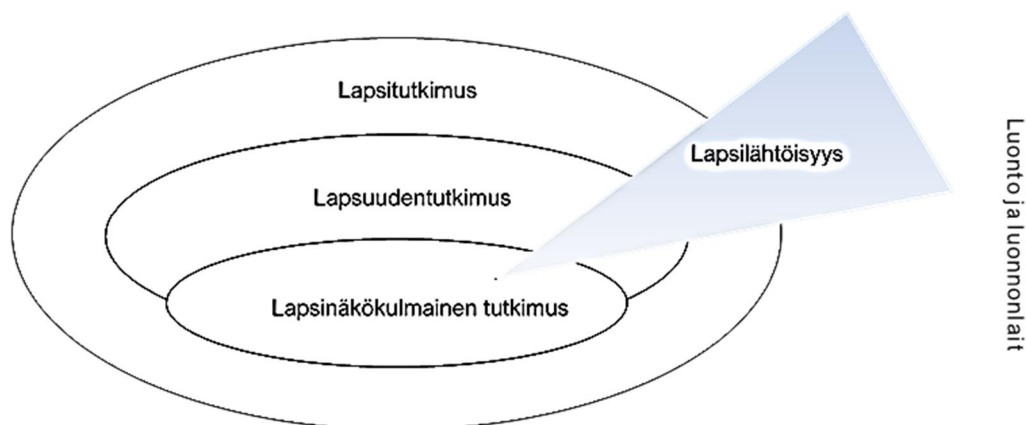 Lapsitutkimus
Lapsilähtöisyys
Lapsuudentutkimus
Lapsinäkökulmainen tutkimus
Luonto ja luonnonlait